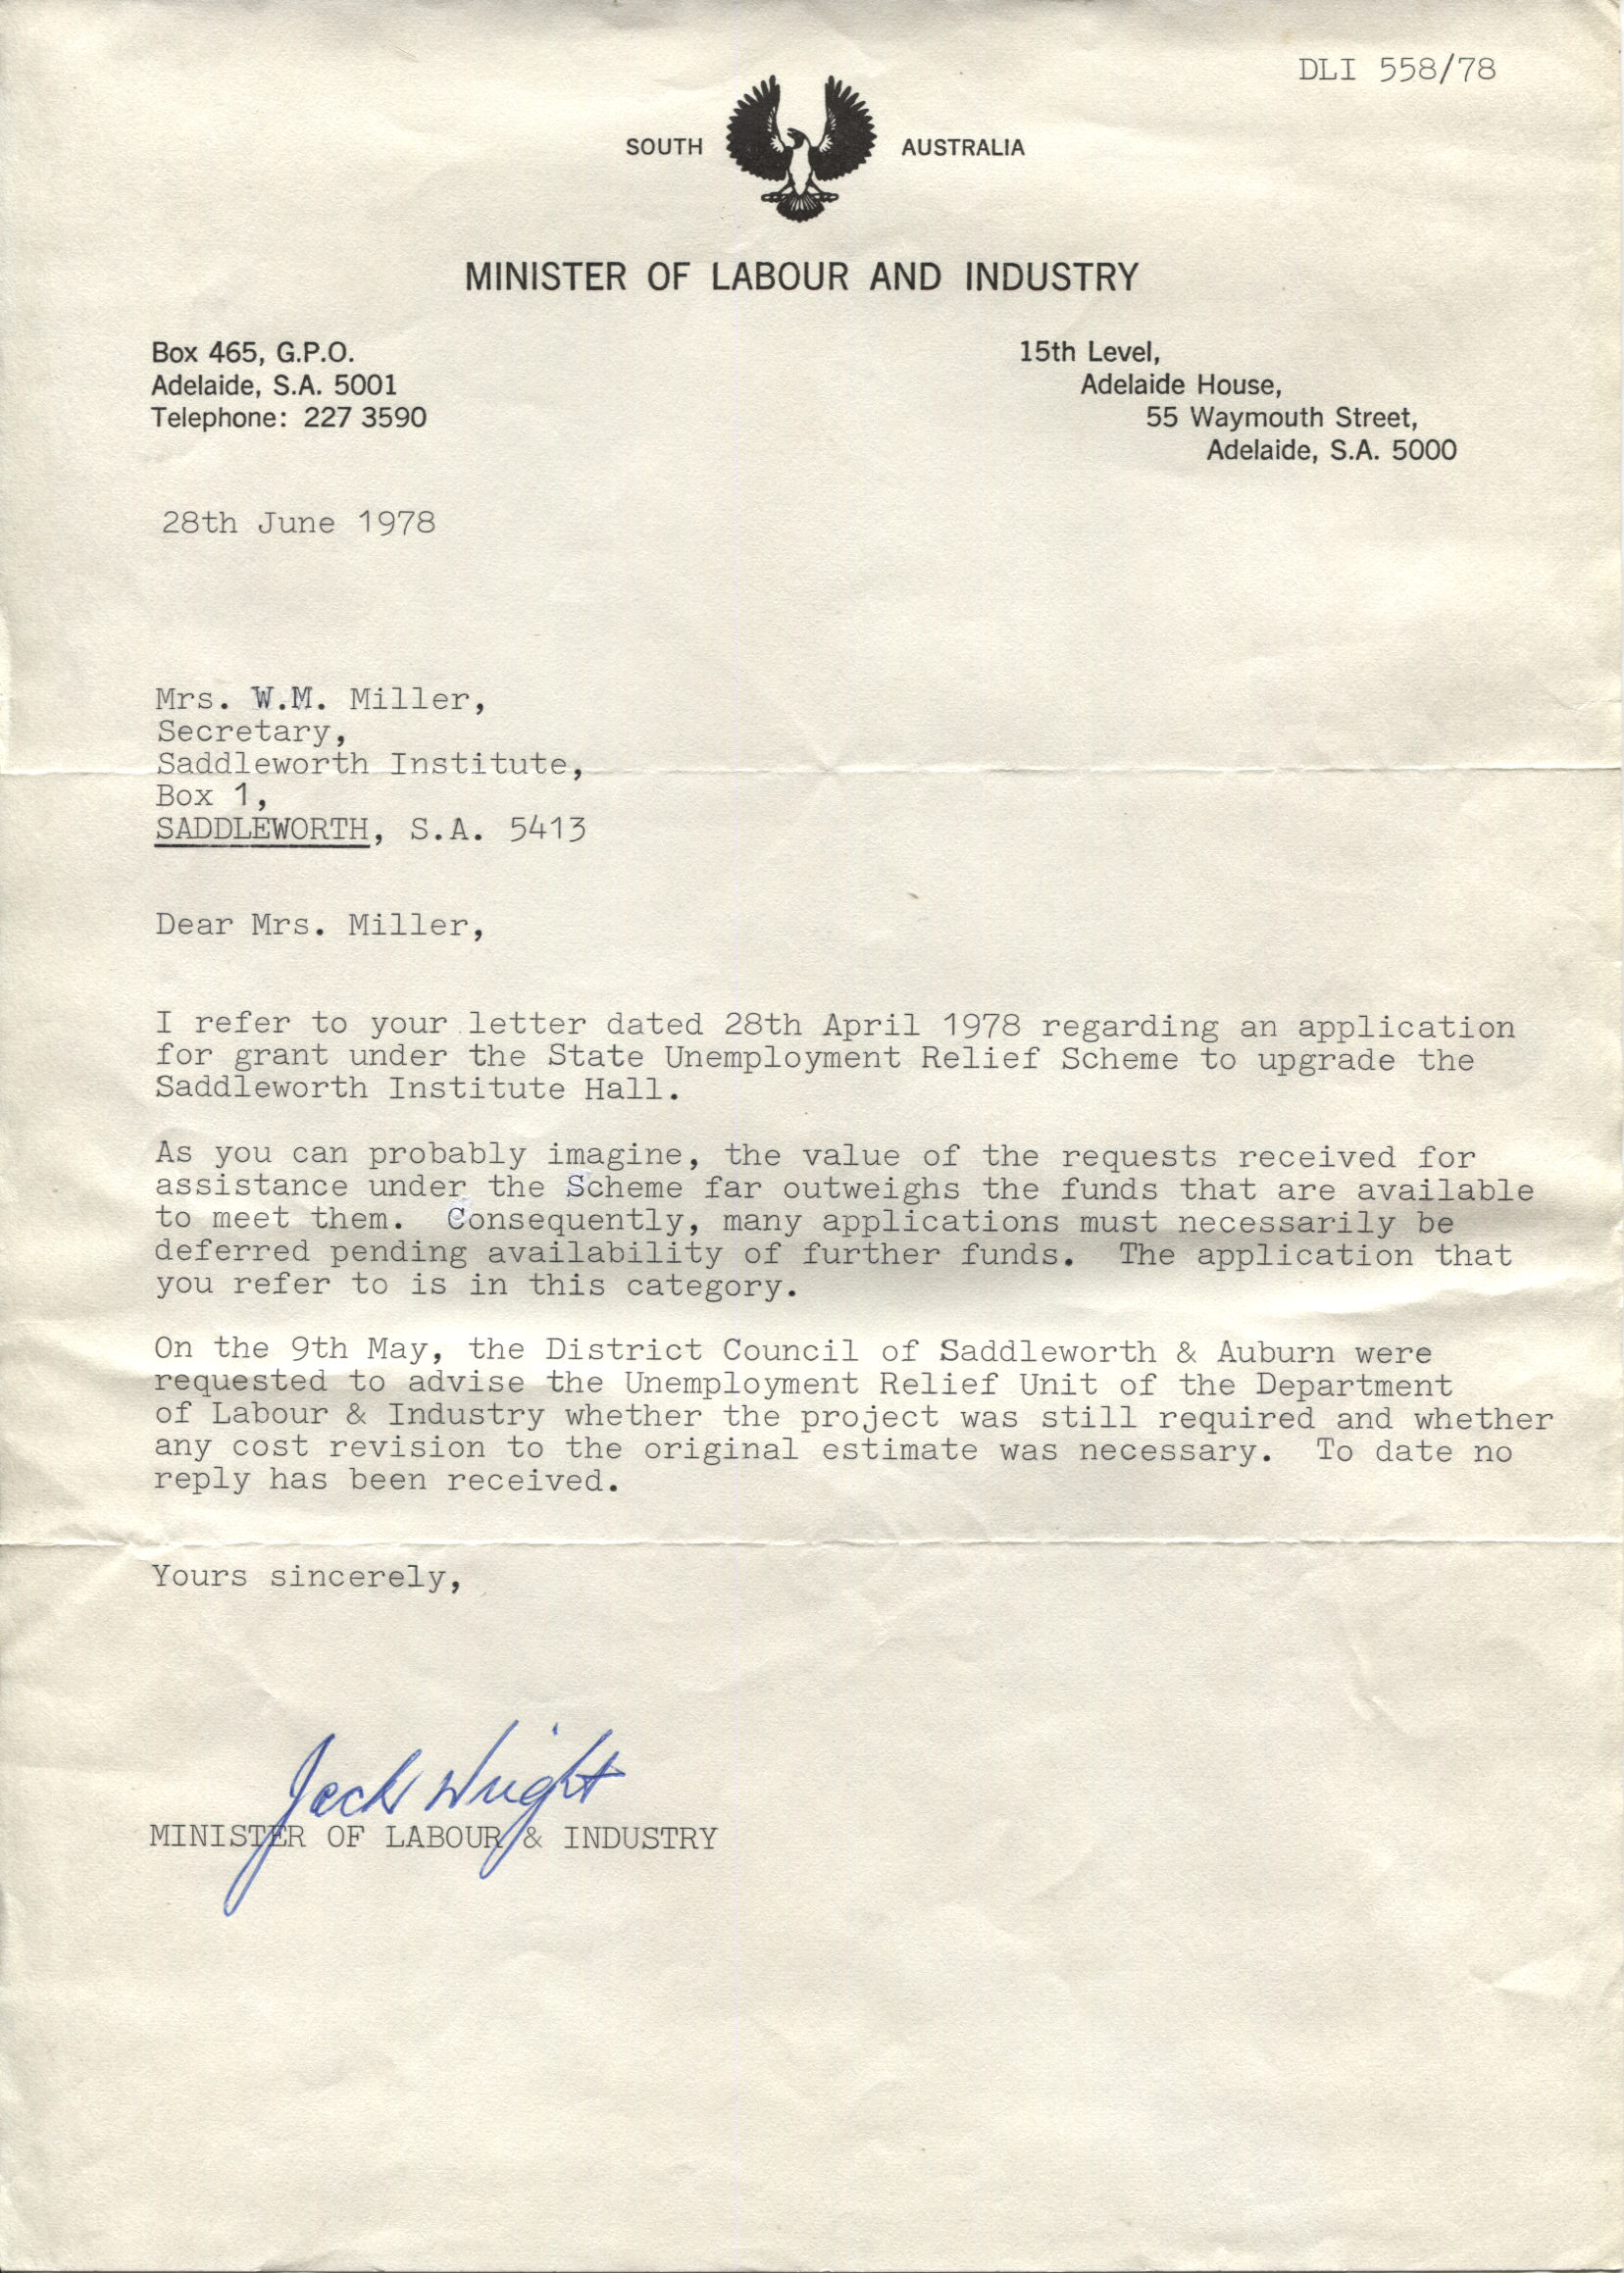 DLI 558/78
SOUTH AUSTRALIA
MINISTER OF LABOUR AND INDUSTRY
Box 465, G.P.O.
Adelaide, S.A. 5001
Telephone: 227 3590
15th Level,
Adelaide House,
55 Waymouth Street,
Adelaide, S.A. 5000
28th June 1978
Mrs. W.M. Miller,
Secretary,
Saddleworth Institute,
Box 1,
SADDLEWORTH, S.A. 5413
Dear Mrs. Miller,
I refer to your letter dated 28th April 1978 regarding an application
for grant under the State Unemployment Relief Scheme to upgrade the
Saddleworth Institute Hall.
As you can probably imagine, the value of the requests received for
assistance under the Scheme far outweighs the funds that are available
to meet them. Consequently, many applications must necessarily be
deferred pending availability of further funds. The application that
you refer to is in this category.
On the 9th May, the District Council of Saddleworth & Auburn were
requested to advise the Unemployment Relief Unit of the Department
of Labour & Industry whether the project was still required and whether
any cost revision to the original estimate was necessary. To date no
reply has been received.
Yours sincerely,
Jack Wright
MINISTER OF LABOUR & INDUSTRY